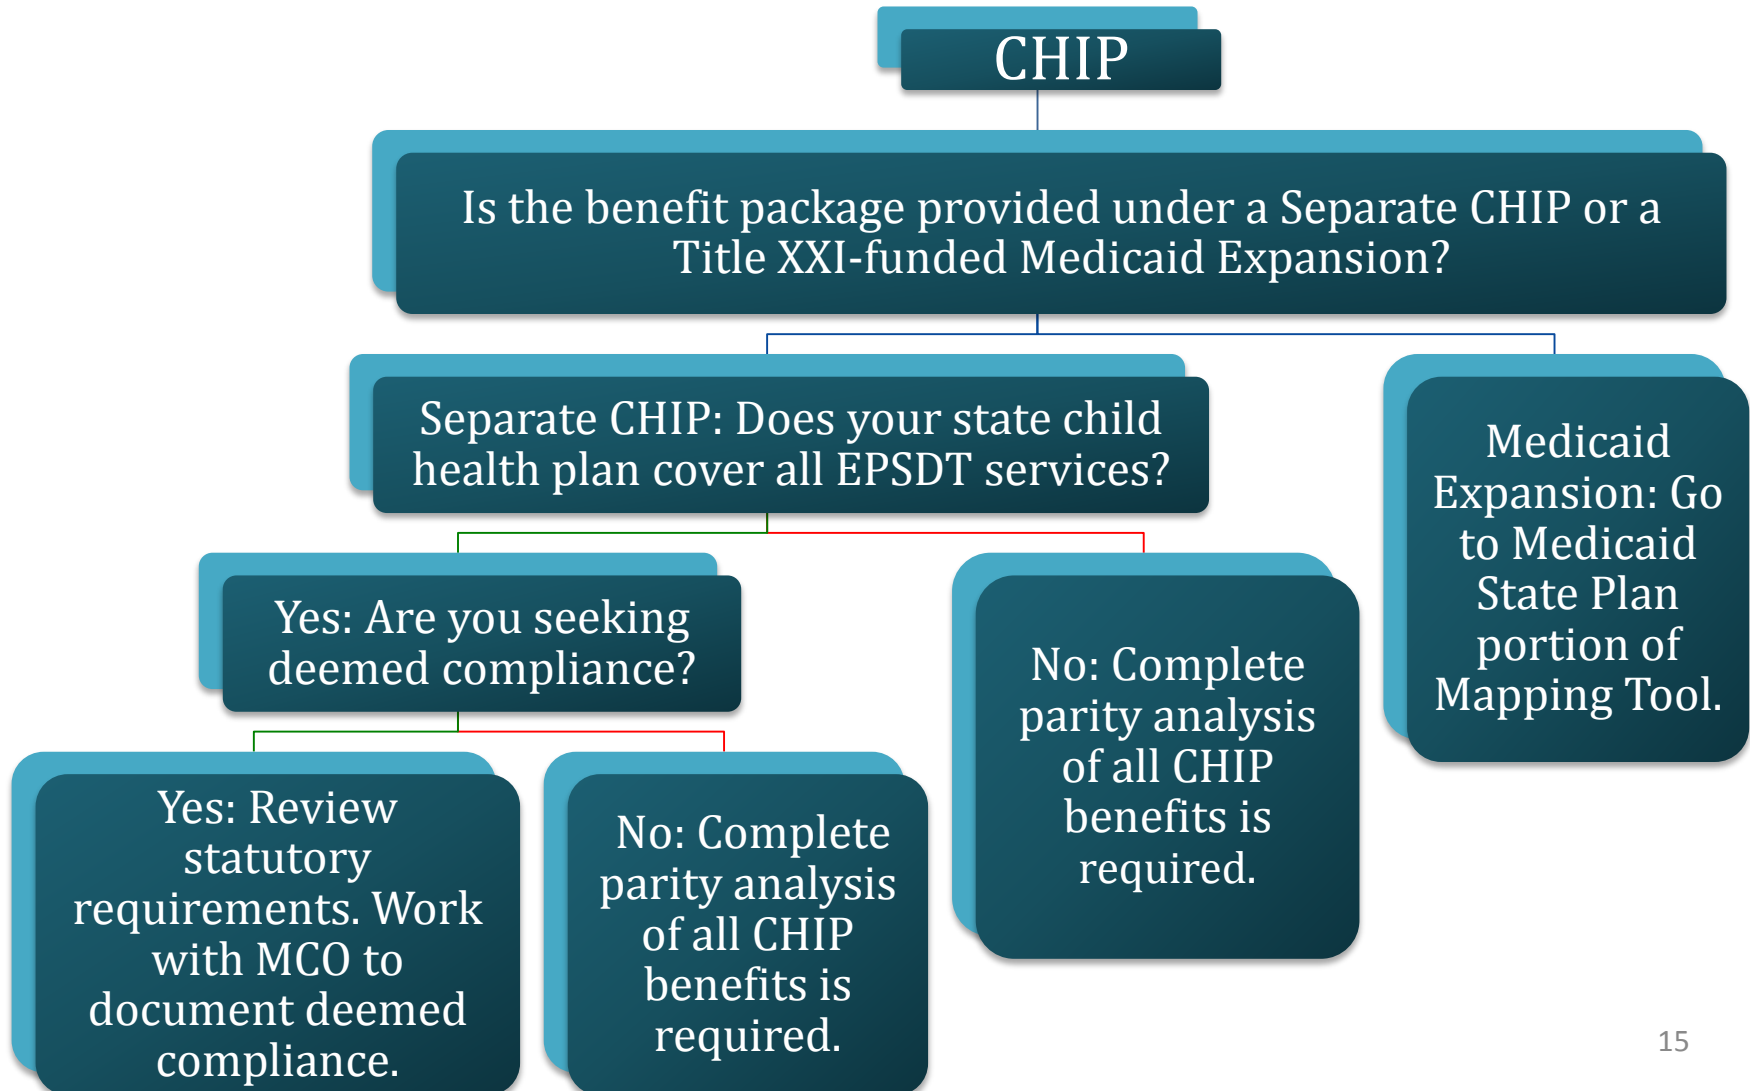 CHIP
Is the benefit package provided under a Separate CHIP or a
Title XXI-funded Medicaid Expansion?
Separate CHIP: Does your state child
health plan cover all EPSDT services?
Medicaid
Expansion: Go
to Medicaid
State Plan
portion of
Mapping Tool.
Yes: Are you seeking
deemed compliance?
No: Complete
parity analysis
of all CHIP
benefits is
required.
Yes: Review
statutory
requirements. Work
with MCO to
document deemed
compliance.
No: Complete
parity analysis
of all CHIP
benefits is
required.
15